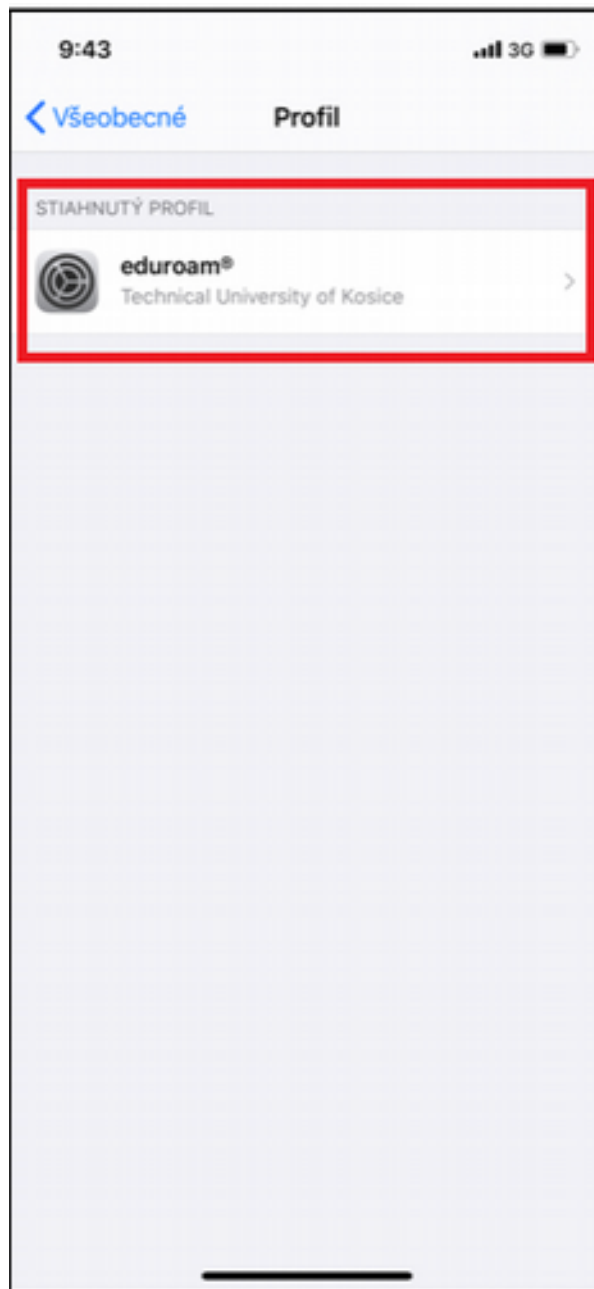 9:43
3G
Všeobecné
Profil
STIAHNUTÝ PROFIL
eduroam®
Technical University of Kosice